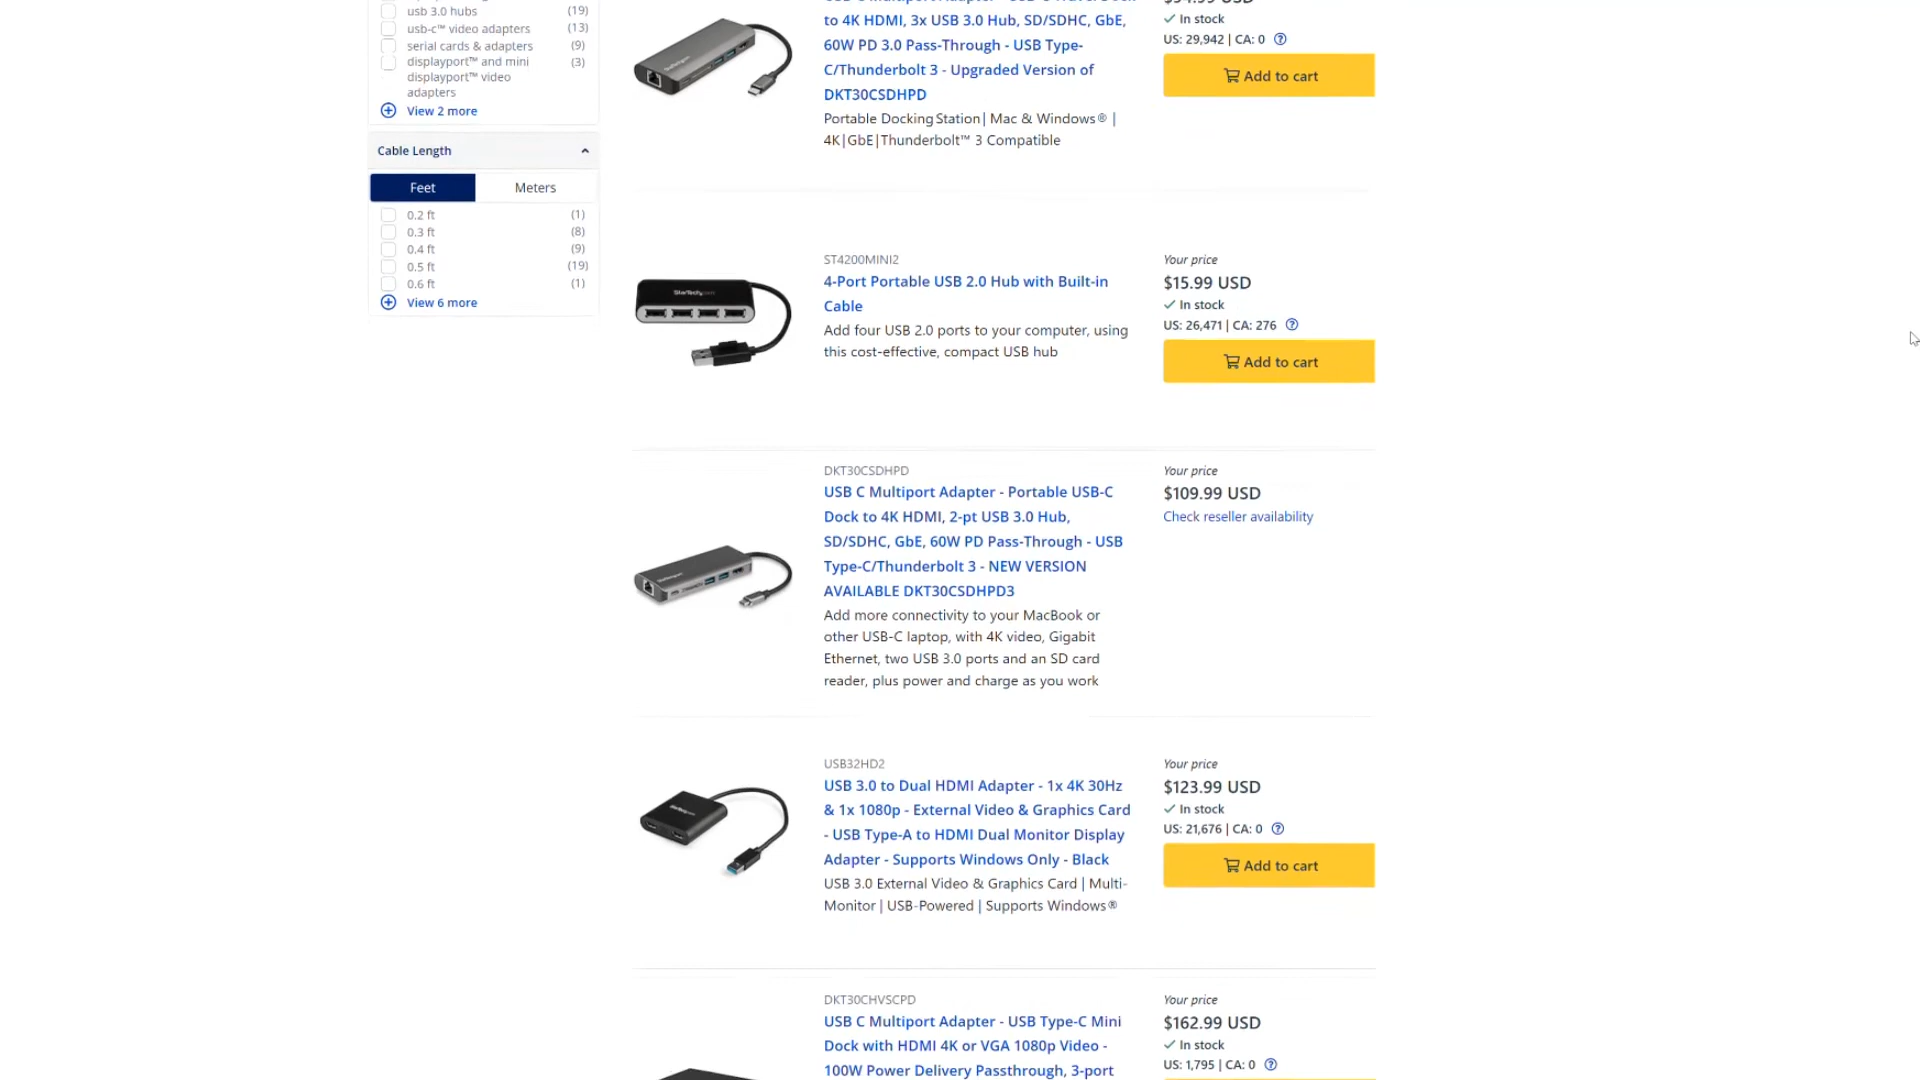 usb 3.0 hubs (19)
usb-c™ video adapters (13)
serial cards & adapters (9)
displayport™ and mini (3)
displayport™ video
adapters
View 2 more
Cable Length
Feet Meters
0.2 ft (1)
0.3 ft (8)
0.4 ft (9)
0.5 ft (19)
0.6 ft (1)
View 6 more
to 4K HDMI, 3x USB 3.0 Hub, SD/SDHC, GbE,
60W PD 3.0 Pass-Through - USB Type-
C/Thunderbolt 3 - Upgraded Version of
DKT30CSDHPD
Portable Docking Station| Mac & Windows® |
4K|GbE|Thunderbolt™ 3 Compatible
In stock
US: 29,942 | CA: 0
Add to cart
StarTech.com
ST4200MINI2
4-Port Portable USB 2.0 Hub with Built-in
Cable
Add four USB 2.0 ports to your computer, using
this cost-effective, compact USB hub
Your price
$15.99 USD
In stock
US: 26,471 | CA: 276
Add to cart
DKT30CSDHPD
USB C Multiport Adapter - Portable USB-C
Dock to 4K HDMI, 2-pt USB 3.0 Hub,
SD/SDHC, GbE, 60W PD Pass-Through - USB
Type-C/Thunderbolt 3 - NEW VERSION
AVAILABLE DKT30CSDHPD3
Add more connectivity to your MacBook or
other USB-C laptop, with 4K video, Gigabit
Ethernet, two USB 3.0 ports and an SD card
reader, plus power and charge as you work
Your price
$109.99 USD
Check reseller availability
USB32HD2
USB 3.0 to Dual HDMI Adapter - 1x 4K 30Hz
& 1x 1080p - External Video & Graphics Card
- USB Type-A to HDMI Dual Monitor Display
Adapter - Supports Windows Only - Black
USB 3.0 External Video & Graphics Card | Multi-
Monitor | USB-Powered | Supports Windows®
Your price
$123.99 USD
In stock
US: 21,676 | CA: 0
Add to cart
DKT30CHVSCPD
USB C Multiport Adapter - USB Type-C Mini
Dock with HDMI 4K or VGA 1080p Video -
100W Power Delivery Passthrough, 3-port
Your price
$162.99 USD
In stock
US: 1,795 | CA: 0